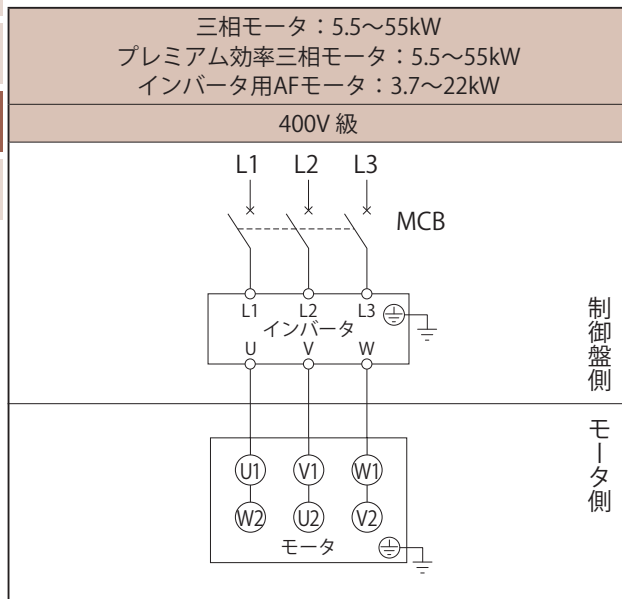 三相モータ：5.5～55kW
プレミアム効率三相モータ：5.5～55kW
インバータ用AFモータ：3.7～22kW
400V 級
L1 L2 L3
MCB
L1 L2 L3
インバータ
U V W
制御盤側
モータ側
U1 V1 W1
W2 U2 V2
モータ